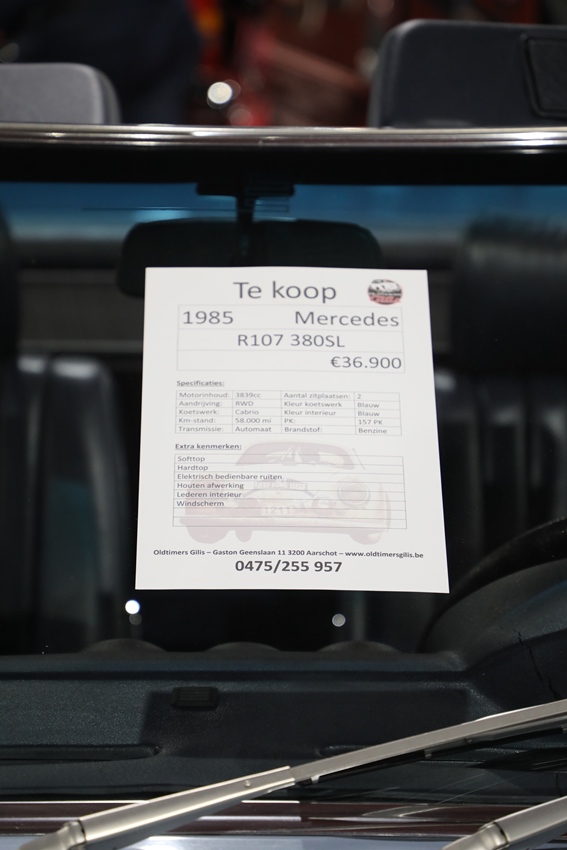 Te koop
1985 Mercedes
R107 380SL
€36.900
Specificaties:
Motorinhoud: 3839cc Aantal zitplaatsen: 2
Aandrijving: RWD Kleur koetswerk Blauw
Koetswerk: Cabrio Kleur interieur Blauw
Km-stand: 58.000 mi PK: 157 PK
Transmissie: Automaat Brandstof: Benzine
Extra kenmerken:
Softtop
Hardtop
Elektrisch bedienbare ruiten
Houten afwerking
Lederen interieur
Windscherm
Oldtimers Gilis – Gaston Geenslaan 11 3200 Aarschot – www.oldtimersgilis.be
0475/255 957